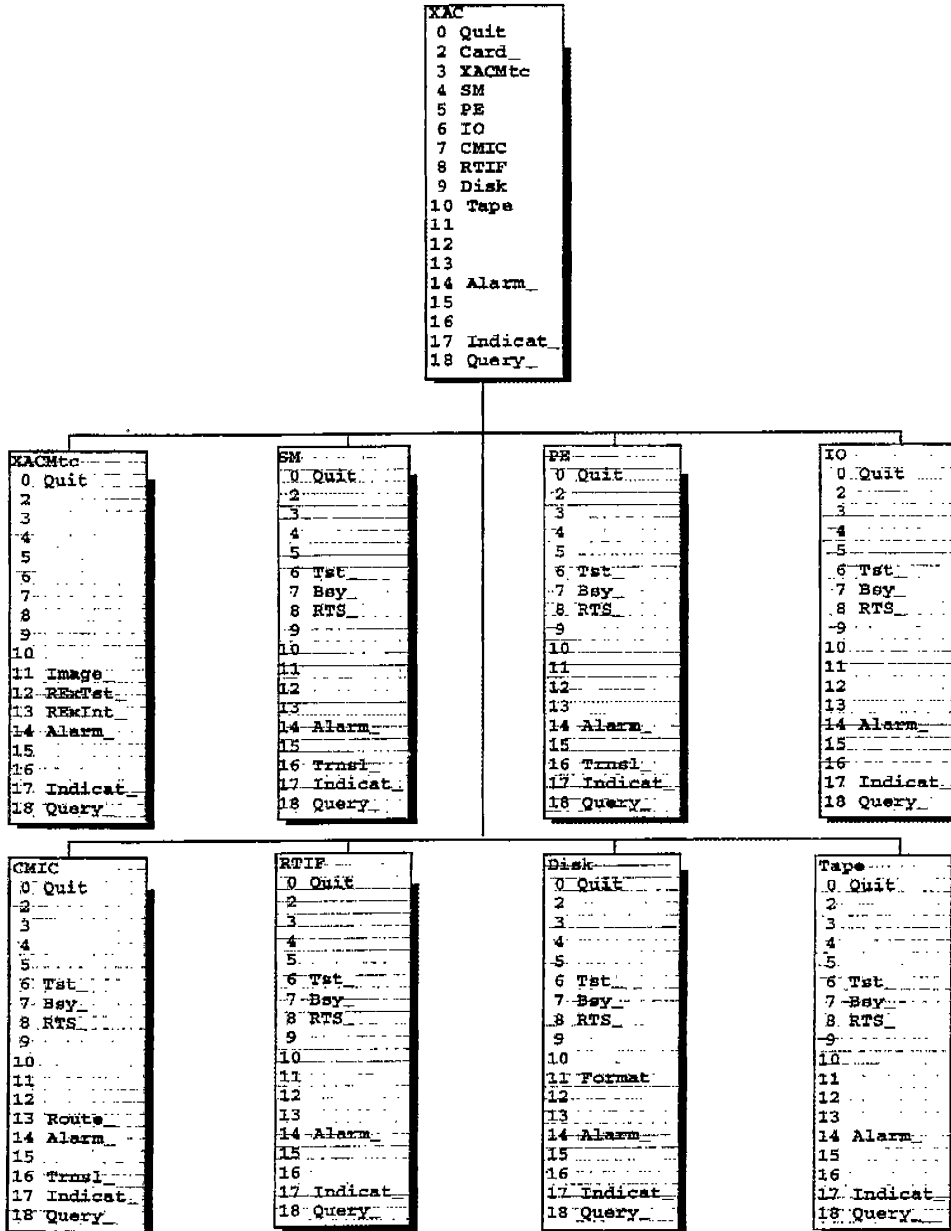 XAC
0 Quit
2 Card_
3 XACMtc
4 SM
5 PE
6 IO
7 CMIC
8 RTIF
9 Disk
10 Tape
11
12
13
14 Alarm_
15
16
17 Indicat_
18 Query_
XACMtc
0 Quit
2
3
4
5
6
7
8
9
10
11 Image_
12 RExTst_
13 RExInt_
14 Alarm_
15
16
17 Indicat_
18 Query_
SM
0 Quit
2
3
4
5
6 Tst_
7 Bsy_
8 RTS_
9
10
11
12
13
14 Alarm_
15
16 Trnsl_
17 Indicat_
18 Query_
PE
0 Quit
2
3
4
5
6 Tst_
7 Bsy_
8 RTS_
9
10
11
12
13
14 Alarm_
15
16 Trnsl_
17 Indicat_
18 Query_
IO
0 Quit
2
3
4
5
6 Tst_
7 Bsy_
8 RTS_
9
10
11
12
13
14 Alarm_
15
16
17 Indicat_
18 Query_
CMIC
0 Quit
2
3
4
5
6 Tst_
7 Bsy_
8 RTS_
9
10
11
12
13 Route_
14 Alarm_
15
16 Trnsl_
17 Indicat_
18 Query_
RTIF
0 Quit
2
3
4
5
6 Tst_
7 Bsy_
8 RTS_
9
10
11
12
13
14 Alarm_
15
16
17 Indicat_
18 Query_
Disk
0 Quit
2
3
4
5
6 Tst_
7 Bsy_
8 RTS_
9
10
11 Format
12
13
14 Alarm_
15
16
17 Indicat_
18 Query_
Tape
0 Quit
2
3
4
5
6 Tst_
7 Bsy_
8 RTS_
9
10
11
12
13
14 Alarm_
15
16
17 Indicat_
18 Query_